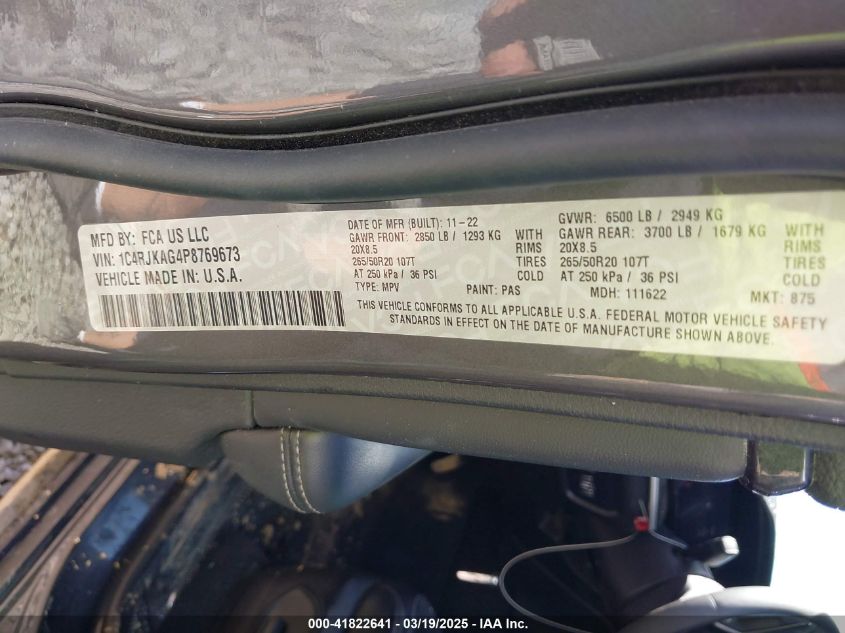 MFD BY: FCA US LLC
VIN: 1C4RJKAG4P8769673
VEHICLE MADE IN: U.S.A.
DATE OF MFR (BUILT): 11-22
GAWR FRONT: 2850 LB / 1293 KG WITH
20X8.5 RIMS
265/50R20 107T TIRES
AT 250 kPa / 36 PSI COLD
TYPE: MPV PAINT: PAS
GVWR: 6500 LB / 2949 KG
GAWR REAR: 3700 LB / 1679 KG WITH
20X8.5 RIMS
265/50R20 107T TIRES
AT 250 kPa / 36 PSI COLD
MDH: 111622 MKT: 875
THIS VEHICLE CONFORMS TO ALL APPLICABLE U.S.A. FEDERAL MOTOR VEHICLE SAFETY
STANDARDS IN EFFECT ON THE DATE OF MANUFACTURE SHOWN ABOVE.
000-41822641 - 03/19/2025 - IAAI Inc.